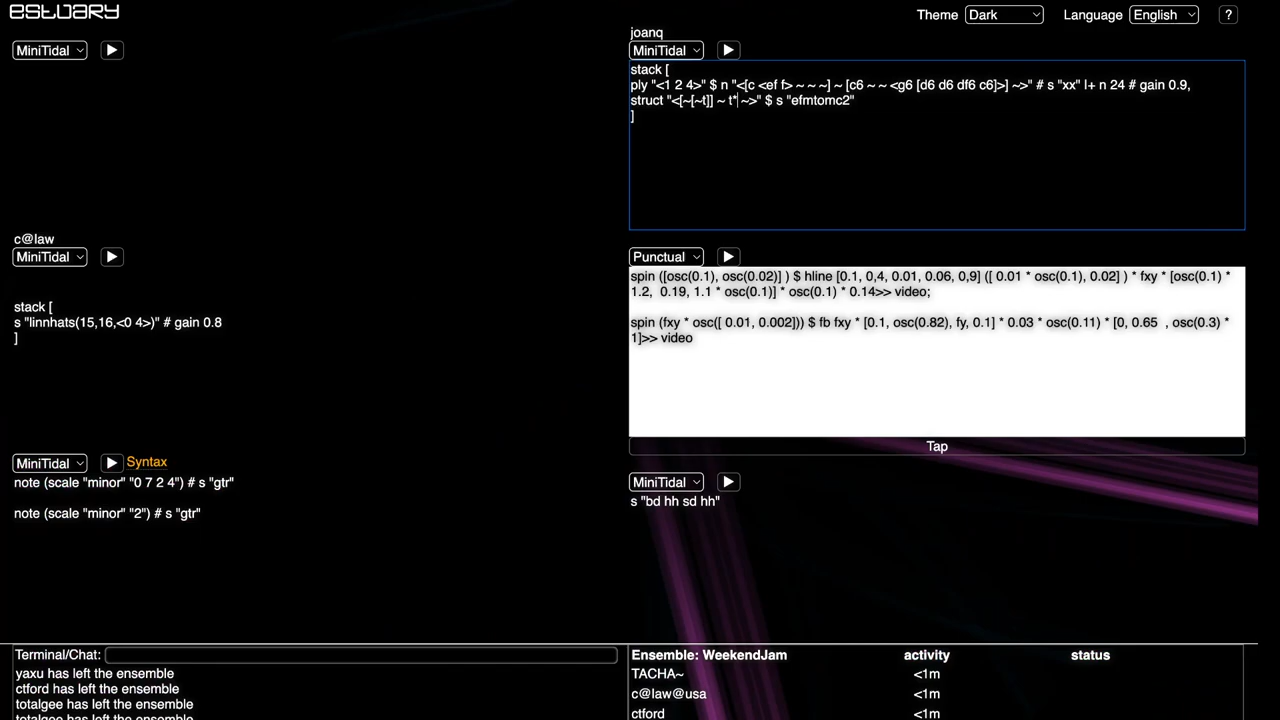 estuary
Theme Dark Language English ?
MiniTidal
joanq
MiniTidal
stack [
ply "<1 2 4>" $ n "<[c <ef f> ~ ~ ~] ~ [c6 ~ ~ <g6 [d6 d6 df6 c6]>] ~>" # s "xx" |+ n 24 # gain 0.9,
struct "<[~[~t]] ~ t* ~>" $ s "efmtomc2"
]
c@law
MiniTidal
stack [
s "linnhats(15,16,<0 4>)" # gain 0.8
]
Punctual
spin ([osc(0.1), osc(0.02)] ) $ hline [0.1, 0,4, 0.01, 0.06, 0,9] ([ 0.01 * osc(0.1), 0.02] ) * fxy * [osc(0.1) *
1.2,  0.19, 1.1 * osc(0.1)] * osc(0.1) * 0.14>> video;
spin (fxy * osc([ 0.01, 0.002])) $ fb fxy * [0.1, osc(0.82), fy, 0.1] * 0.03 * osc(0.11) * [0, 0.65  , osc(0.3) *
1]>> video
Tap
MiniTidal Syntax
note (scale "minor" "0 7 2 4") # s "gtr"
note (scale "minor" "2") # s "gtr"
MiniTidal
s "bd hh sd hh"
Terminal/Chat:
yaxu has left the ensemble
ctford has left the ensemble
totalgee has left the ensemble
totalgee has left the ensemble
Ensemble: WeekendJam activity status
TACHA~ <1m
c@law@usa <1m
ctford <1m